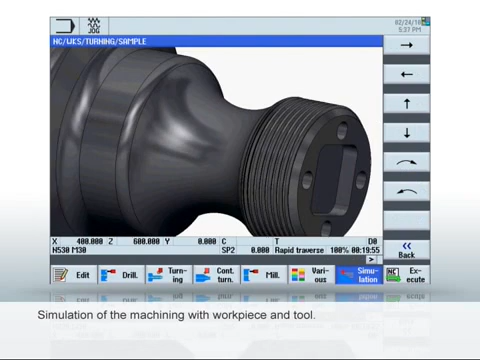 JOG
02/24/10
5:37 PM
NC/WKS/TURNING/SAMPLE
X 400.000 Z 600.000 Y 0.000 C T D0
N530 M30 SP2 0.000 Rapid traverse 100% 00:19:55
Back
Edit
Drill.
Turn-
ing
Cont.
turn.
Mill.
Vari-
ous
Simu-
lation
NC
Ex-
ecute
Simulation of the machining with workpiece and tool.